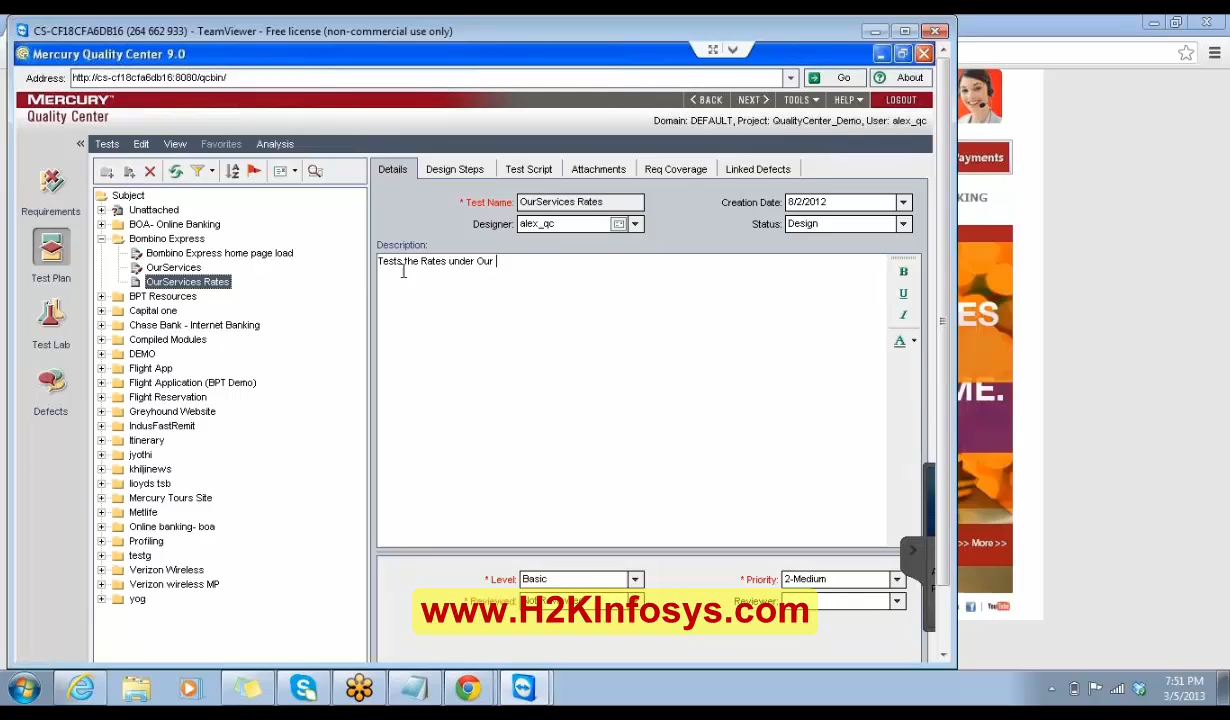 CS-CF18CFA6DB16 (264 662 933) - TeamViewer - Free license (non-commercial use only)
Mercury Quality Center 9.0
Address: http://cs-cf18cfa6db16:8080/qcbin/ Go About
MERCURY™ BACK NEXT TOOLS HELP LOGOUT
Quality Center
Domain: DEFAULT, Project: QualityCenter_Demo, User: alex_qc
« Tests Edit View Favorites Analysis
Requirements
Test Plan
Test Lab
Defects
Subject
Unattached
BOA- Online Banking
Bombino Express
Bombino Express home page load
OurServices
OurServices Rates
BPT Resources
Capital one
Chase Bank - Internet Banking
Compiled Modules
DEMO
Flight App
Flight Application (BPT Demo)
Flight Reservation
Greyhound Website
IndusFastRemit
Itinerary
jyothi
khiljinews
lloyds tsb
Mercury Tours Site
Metlife
Online banking- boa
Profiling
testg
Verizon Wireless
Verizon wireless MP
yog
Details Design Steps Test Script Attachments Req Coverage Linked Defects
* Test Name: OurServices Rates Creation Date: 8/2/2012
Designer: alex_qc Status: Design
Description:
Tests the Rates under Our
B
U
I
A
* Level: Basic * Priority: 2-Medium
* Reviewed: Not Reviewed Reviewer:
www.H2KInfosys.com
ayments
KING
ES
ME.
>> More >>
You Tube
7:51 PM
3/5/2013